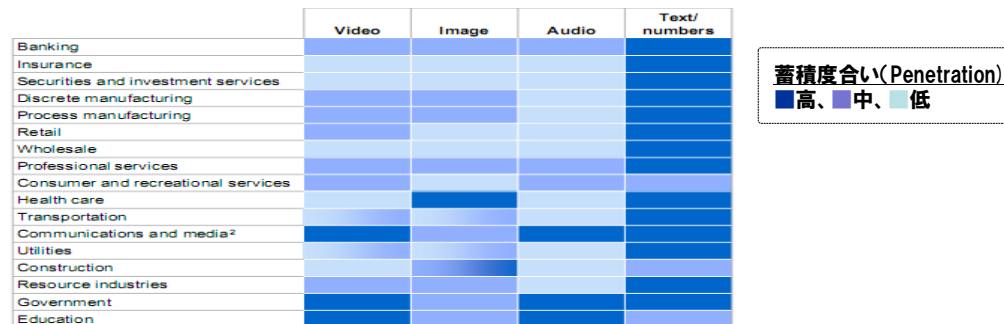 Video Image Audio Text/
numbers
Banking
Insurance
Securities and investment services
Discrete manufacturing
Process manufacturing
Retail
Wholesale
Professional services
Consumer and recreational services
Health care
Transportation
Communications and media²
Utilities
Construction
Resource industries
Government
Education
蓄積度合い(Penetration)
高、中、低